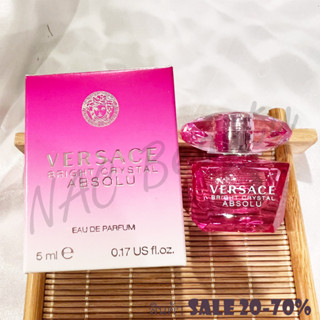 VERSACE
BRIGHT CRYSTAL
ABSOLU
EAU DE PARFUM
5 ml ℮
0.17 US fl.oz.
VERSACE
BRIGHT CRYSTAL
ABSOLU
SALE 20-70%